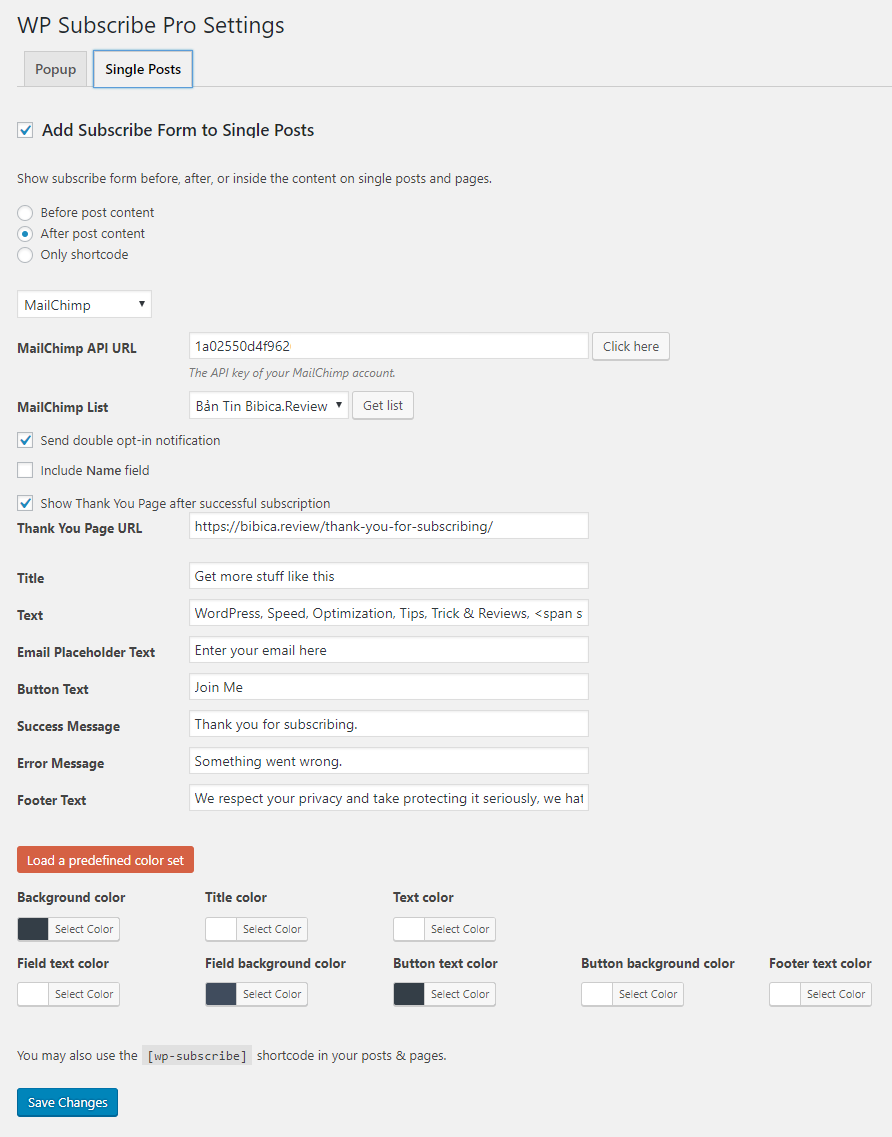 WP Subscribe Pro Settings
Popup Single Posts
Add Subscribe Form to Single Posts
Show subscribe form before, after, or inside the content on single posts and pages.
Before post content
After post content
Only shortcode
MailChimp
MailChimp API URL 1a02550d4f962 Click here
The API key of your MailChimp account.
MailChimp List Bản Tin Bibica.Review Get list
Send double opt-in notification
Include Name field
Show Thank You Page after successful subscription
Thank You Page URL https://bibica.review/thank-you-for-subscribing/
Title Get more stuff like this
Text WordPress, Speed, Optimization, Tips, Trick & Reviews, <span s
Email Placeholder Text Enter your email here
Button Text Join Me
Success Message Thank you for subscribing.
Error Message Something went wrong.
Footer Text We respect your privacy and take protecting it seriously, we hat
Load a predefined color set
Background color Title color Text color
Select Color Select Color Select Color
Field text color Field background color Button text color Button background color Footer text color
Select Color Select Color Select Color Select Color Select Color
You may also use the [wp-subscribe] shortcode in your posts & pages.
Save Changes